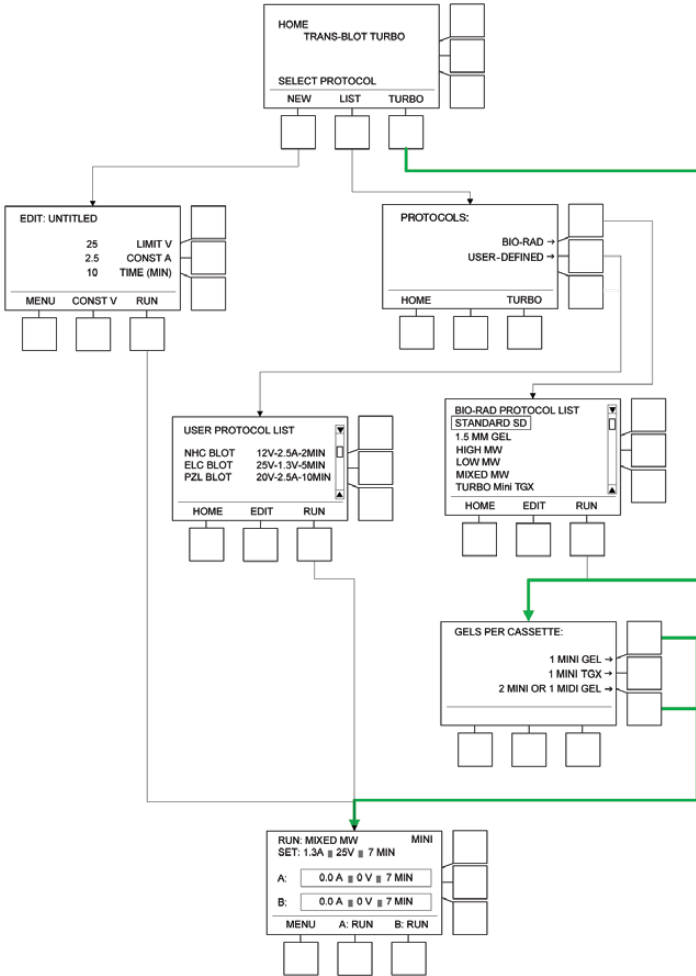 HOME
TRANS-BLOT TURBO
SELECT PROTOCOL
NEW LIST TURBO
EDIT: UNTITLED
25 LIMIT V
2.5 CONST A
10 TIME (MIN)
MENU CONST V RUN
PROTOCOLS:
BIO-RAD →
USER-DEFINED →
HOME TURBO
USER PROTOCOL LIST
NHC BLOT 12V-2.5A-2MIN
ELC BLOT 25V-1.3V-5MIN
PZL BLOT 20V-2.5A-10MIN
HOME EDIT RUN
BIO-RAD PROTOCOL LIST
STANDARD SD
1.5 MM GEL
HIGH MW
LOW MW
MIXED MW
TURBO Mini TGX
HOME EDIT RUN
GELS PER CASSETTE:
1 MINI GEL →
1 MINI TGX →
2 MINI OR 1 MIDI GEL →
RUN: MIXED MW MINI
SET: 1.3A 25V 7 MIN
A: 0.0 A 0 V 7 MIN
B: 0.0 A 0 V 7 MIN
MENU A: RUN B: RUN